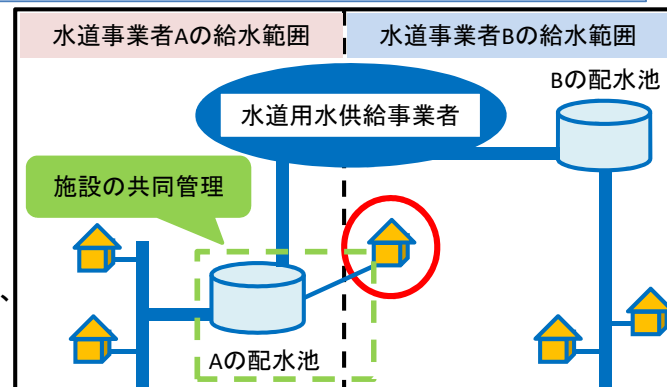 水道事業者Aの給水範囲
水道事業者Bの給水範囲
Bの配水池
水道用水供給事業者
施設の共同管理
、
Aの配水池